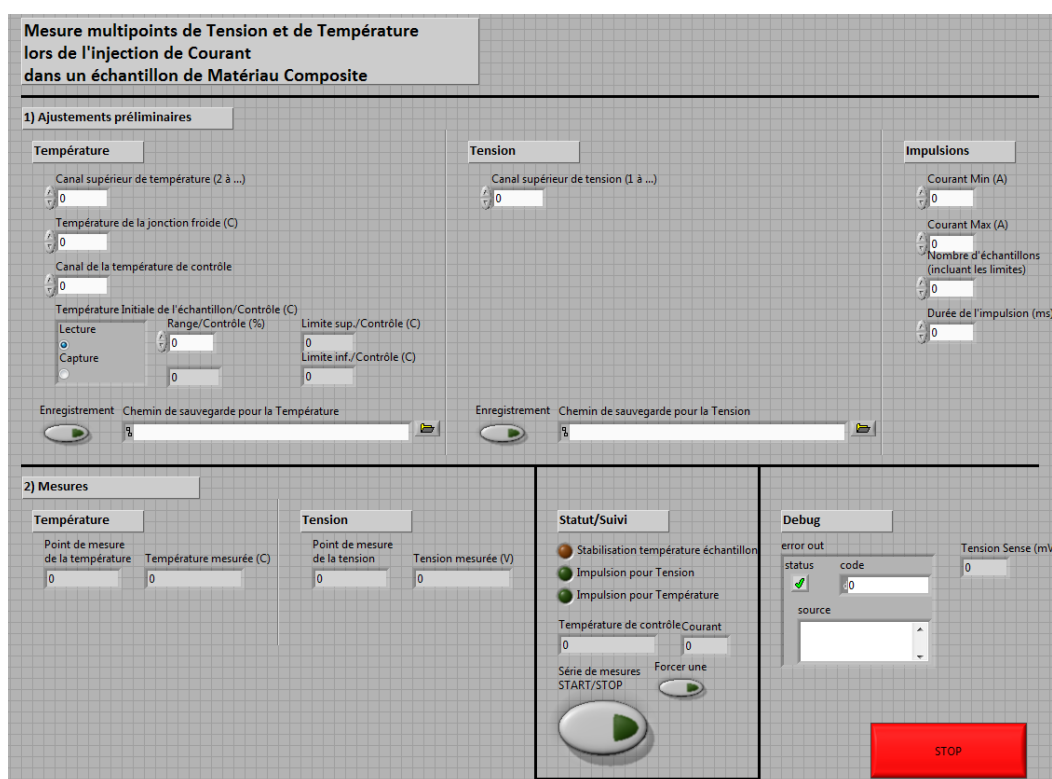 Mesure multipoints de Tension et de Température
lors de l'injection de Courant
dans un échantillon de Matériau Composite
1) Ajustements préliminaires
Température
Canal supérieur de température (2 à ...)
0
Température de la jonction froide (C)
0
Canal de la température de contrôle
0
Température Initiale de l'échantillon/Contrôle (C)
Lecture
Capture
Range/Contrôle (%)
0
0
Limite sup./Contrôle (C)
0
Limite inf./Contrôle (C)
0
Enregistrement
Chemin de sauvegarde pour la Température
Tension
Canal supérieur de tension (1 à ...)
0
Enregistrement
Chemin de sauvegarde pour la Tension
Impulsions
Courant Min (A)
0
Courant Max (A)
0
Nombre d'échantillons
(incluant les limites)
0
Durée de l'impulsion (ms)
0
2) Mesures
Température
Point de mesure
de la température
0
Température mesurée (C)
0
Tension
Point de mesure
de la tension
0
Tension mesurée (V)
0
Statut/Suivi
Stabilisation température échantillon
Impulsion pour Tension
Impulsion pour Température
Température de contrôle
0
Courant
0
Série de mesures
START/STOP
Forcer une
Debug
error out
status
code
0
source
Tension Sense (mV
0
STOP